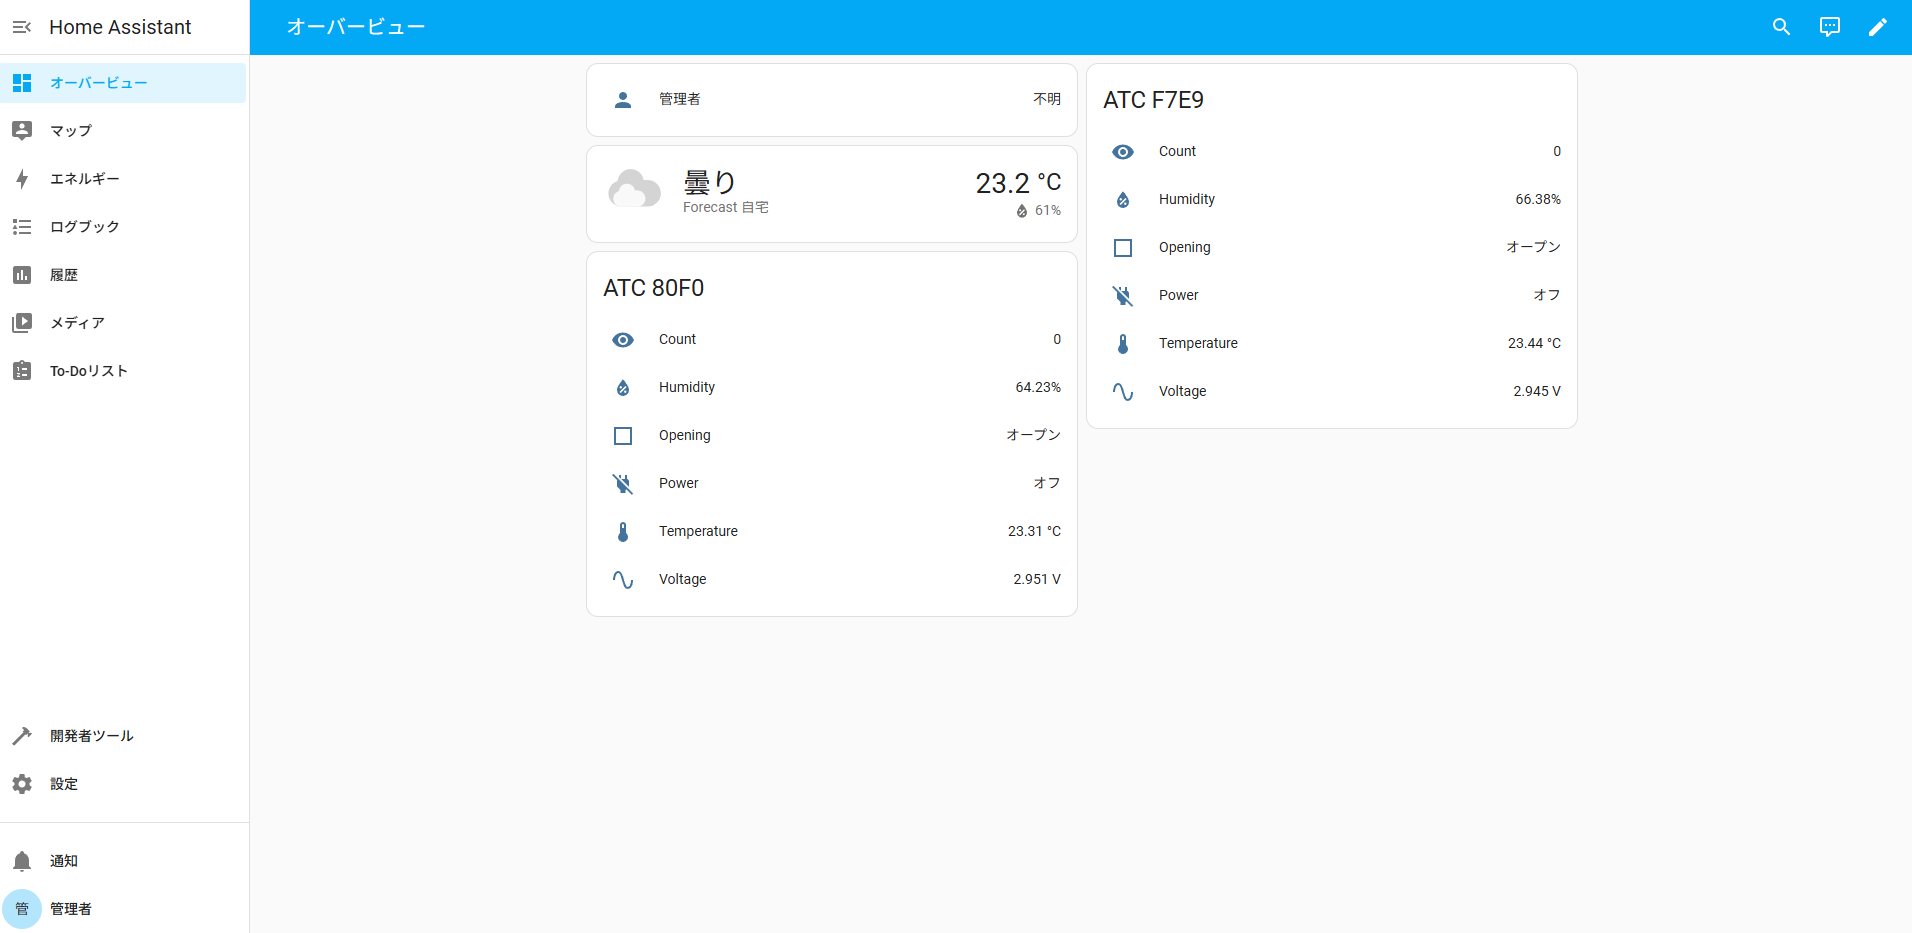 Home Assistant
オーバービュー
マップ
エネルギー
ログブック
履歴
メディア
To-Doリスト
開発者ツール
設定
通知
管 管理者
オーバービュー
管理者 不明
曇り 23.2 °C
Forecast 自宅 61%
ATC 80F0
Count 0
Humidity 64.23%
Opening オープン
Power オフ
Temperature 23.31 °C
Voltage 2.951 V
ATC F7E9
Count 0
Humidity 66.38%
Opening オープン
Power オフ
Temperature 23.44 °C
Voltage 2.945 V